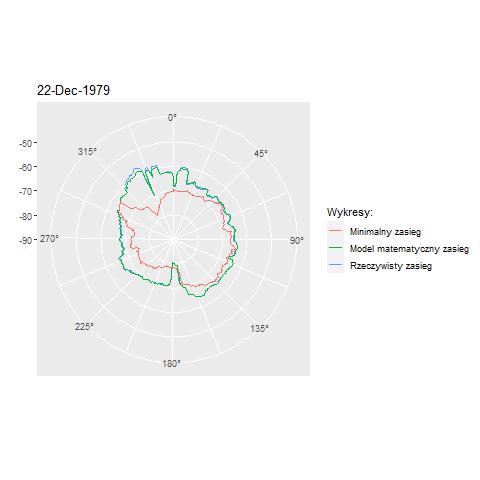 22-Dec-1979
0°
-50
315°
45°
-60
-70
-80
-90
270°
90°
225°
135°
180°
Wykresy:
Minimalny zasieg
Model matematyczny zasieg
Rzeczywisty zasieg